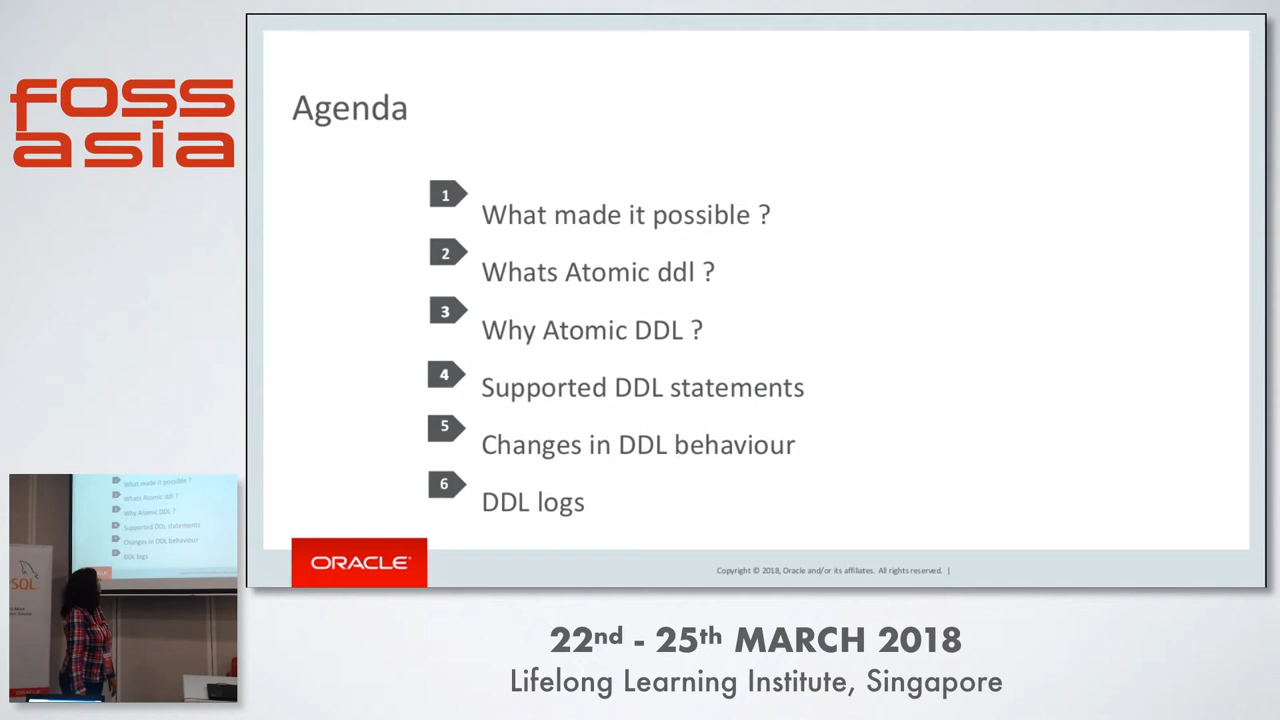 foss
asia
Agenda
1
What made it possible ?
2
Whats Atomic ddl ?
3
Why Atomic DDL ?
4
Supported DDL statements
5
Changes in DDL behaviour
6
DDL logs
ORACLE®
Copyright © 2018, Oracle and/or its affiliates. All rights reserved. |
What made it possible ?
Whats Atomic ddl ?
Why Atomic DDL ?
Supported DDL statements
Changes in DDL behaviour
DDL logs
SQL
22nd - 25th MARCH 2018
Lifelong Learning Institute, Singapore